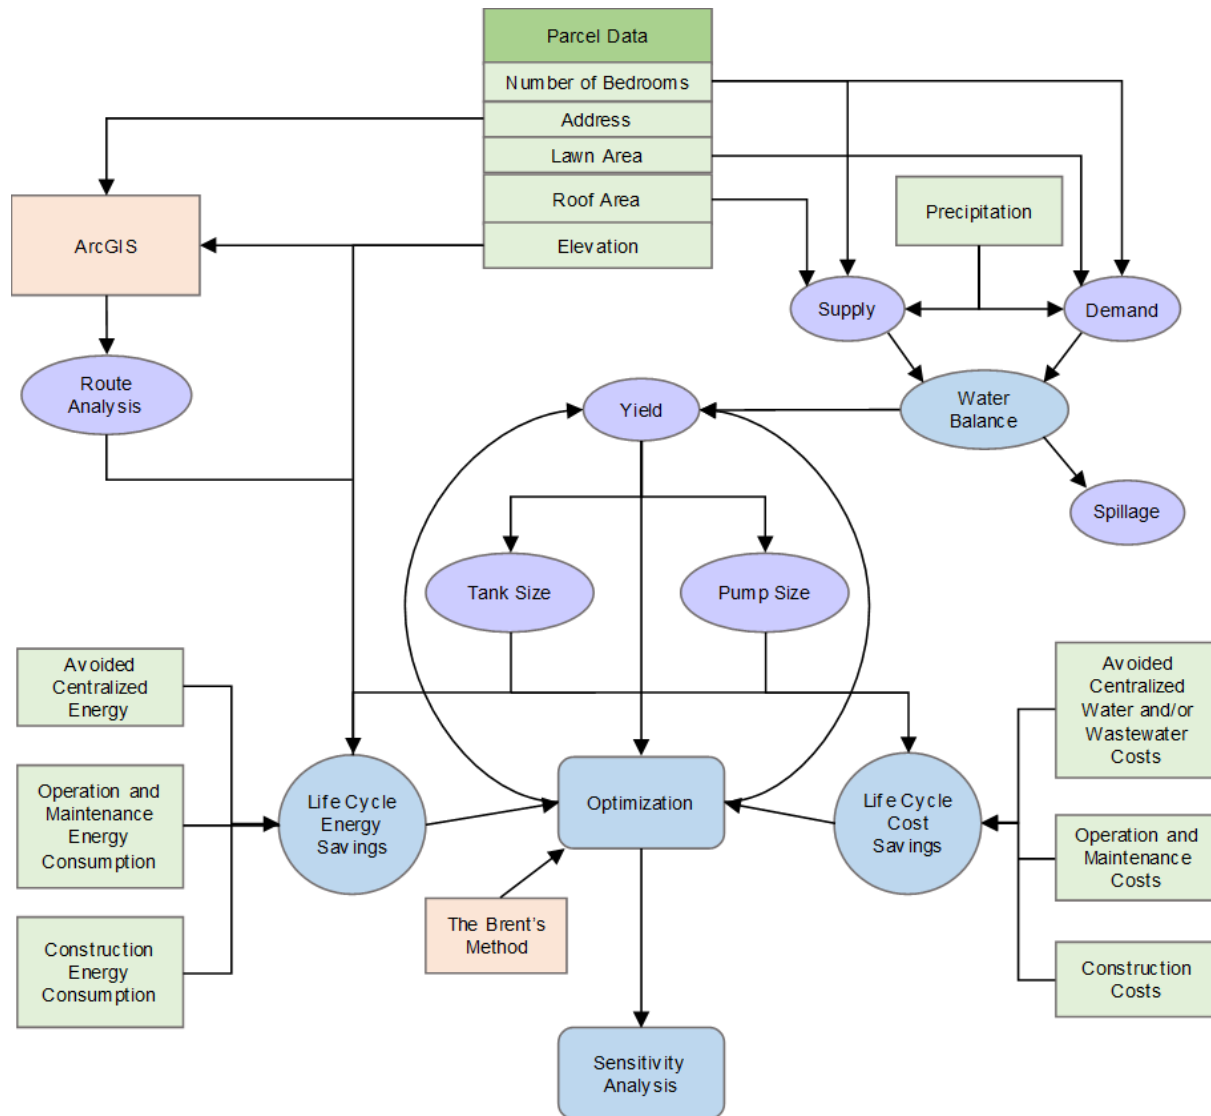 Parcel Data
Number of Bedrooms
Address
Lawn Area
Roof Area
Elevation
Precipitation
ArcGIS
Supply
Demand
Route
Analysis
Yield
Water
Balance
Spillage
Tank Size
Pump Size
Avoided
Centralized
Energy
Avoided
Centralized
Water and/or
Wastewater
Costs
Operation and
Maintenance
Energy
Consumption
Life Cycle
Energy
Savings
Optimization
Life Cycle
Cost
Savings
Operation and
Maintenance
Costs
The Brent's
Method
Construction
Energy
Consumption
Construction
Costs
Sensitivity
Analysis